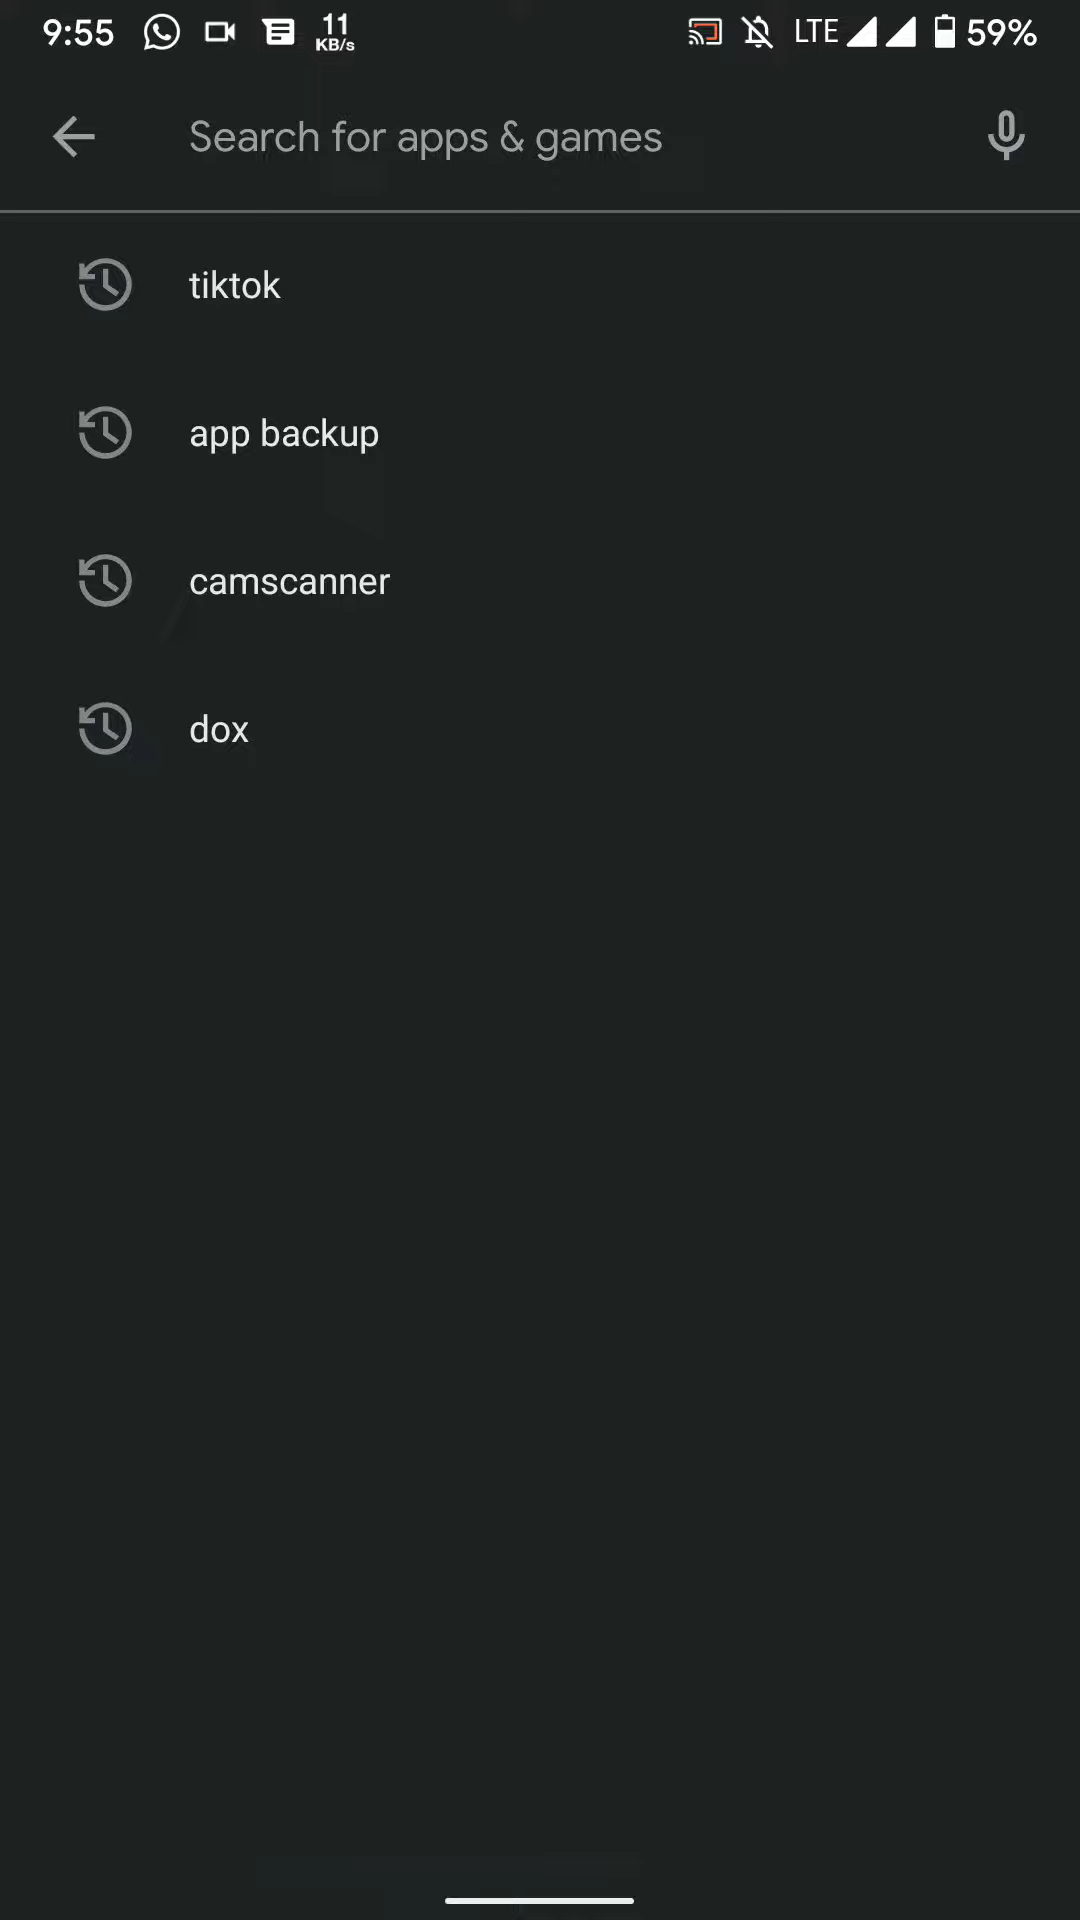 9:55 11 KB/s LTE 59%
Search for apps & games
tiktok
app backup
camscanner
dox